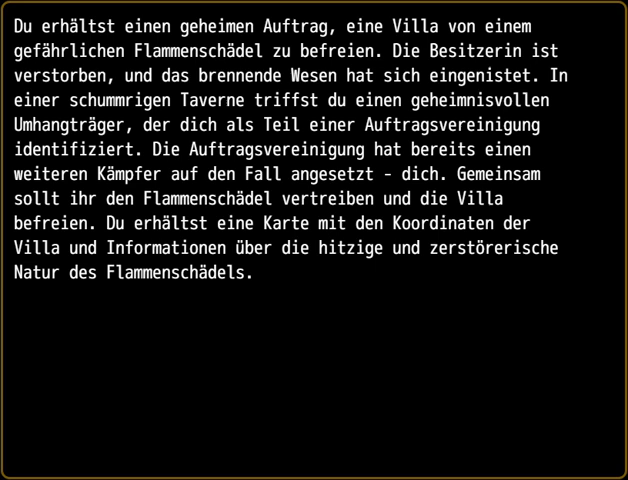 Du erhältst einen geheimen Auftrag, eine Villa von einem
gefährlichen Flammenschädel zu befreien. Die Besitzerin ist
verstorben, und das brennende Wesen hat sich eingenistet. In
einer schummrigen Taverne triffst du einen geheimnisvollen
Umhangträger, der dich als Teil einer Auftragsvereinigung
identifiziert. Die Auftragsvereinigung hat bereits einen
weiteren Kämpfer auf den Fall angesetzt - dich. Gemeinsam
sollt ihr den Flammenschädel vertreiben und die Villa
befreien. Du erhältst eine Karte mit den Koordinaten der
Villa und Informationen über die hitzige und zerstörerische
Natur des Flammenschädels.